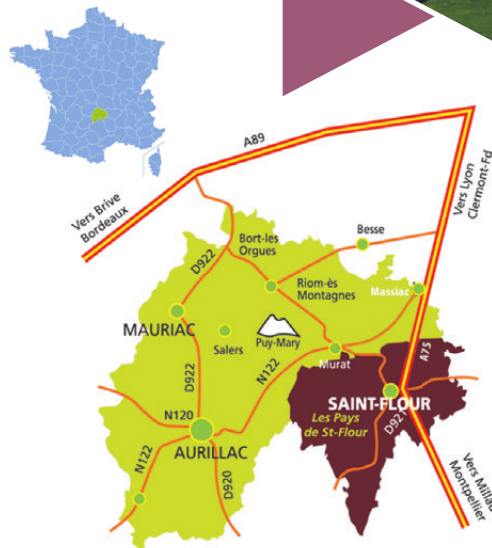 A89
Vers Brive
Bordeaux
Vers Lyon
Clermont-Fd
Besse
Bort-les
Orgues
D922
Riom-ès
Montagnes
Massiac
MAURIAC
Salers
Puy-Mary
D922
N122
Murat
A75
SAINT-FLOUR
Les Pays
de St-Flour
D921
N120
AURILLAC
N122
D920
Vers Millau
Montpellier